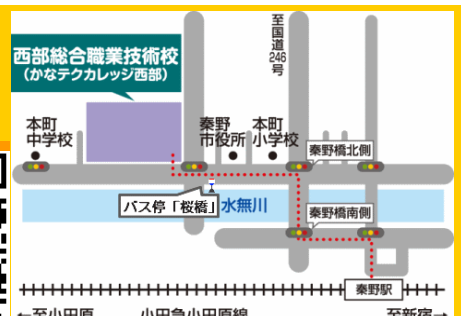 西部総合職業技術校
(かなテクカレッジ西部)
至国道246号
本町
中学校
秦野
市役所
本町
小学校
秦野橋北側
バス停「桜橋」
水無川
秦野橋南側
秦野駅
←至小田原
小田急小田原線
至新宿→